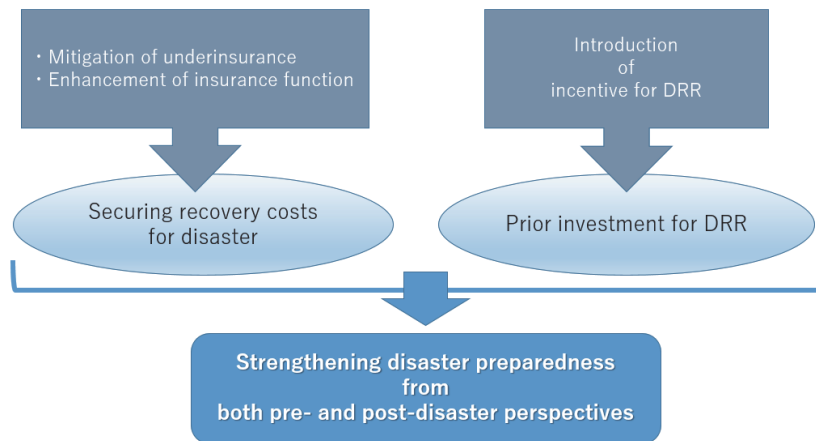 ・Mitigation of underinsurance
・Enhancement of insurance function
Introduction
of
incentive for DRR
Securing recovery costs
for disaster
Prior investment for DRR
Strengthening disaster preparedness
from
both pre- and post-disaster perspectives